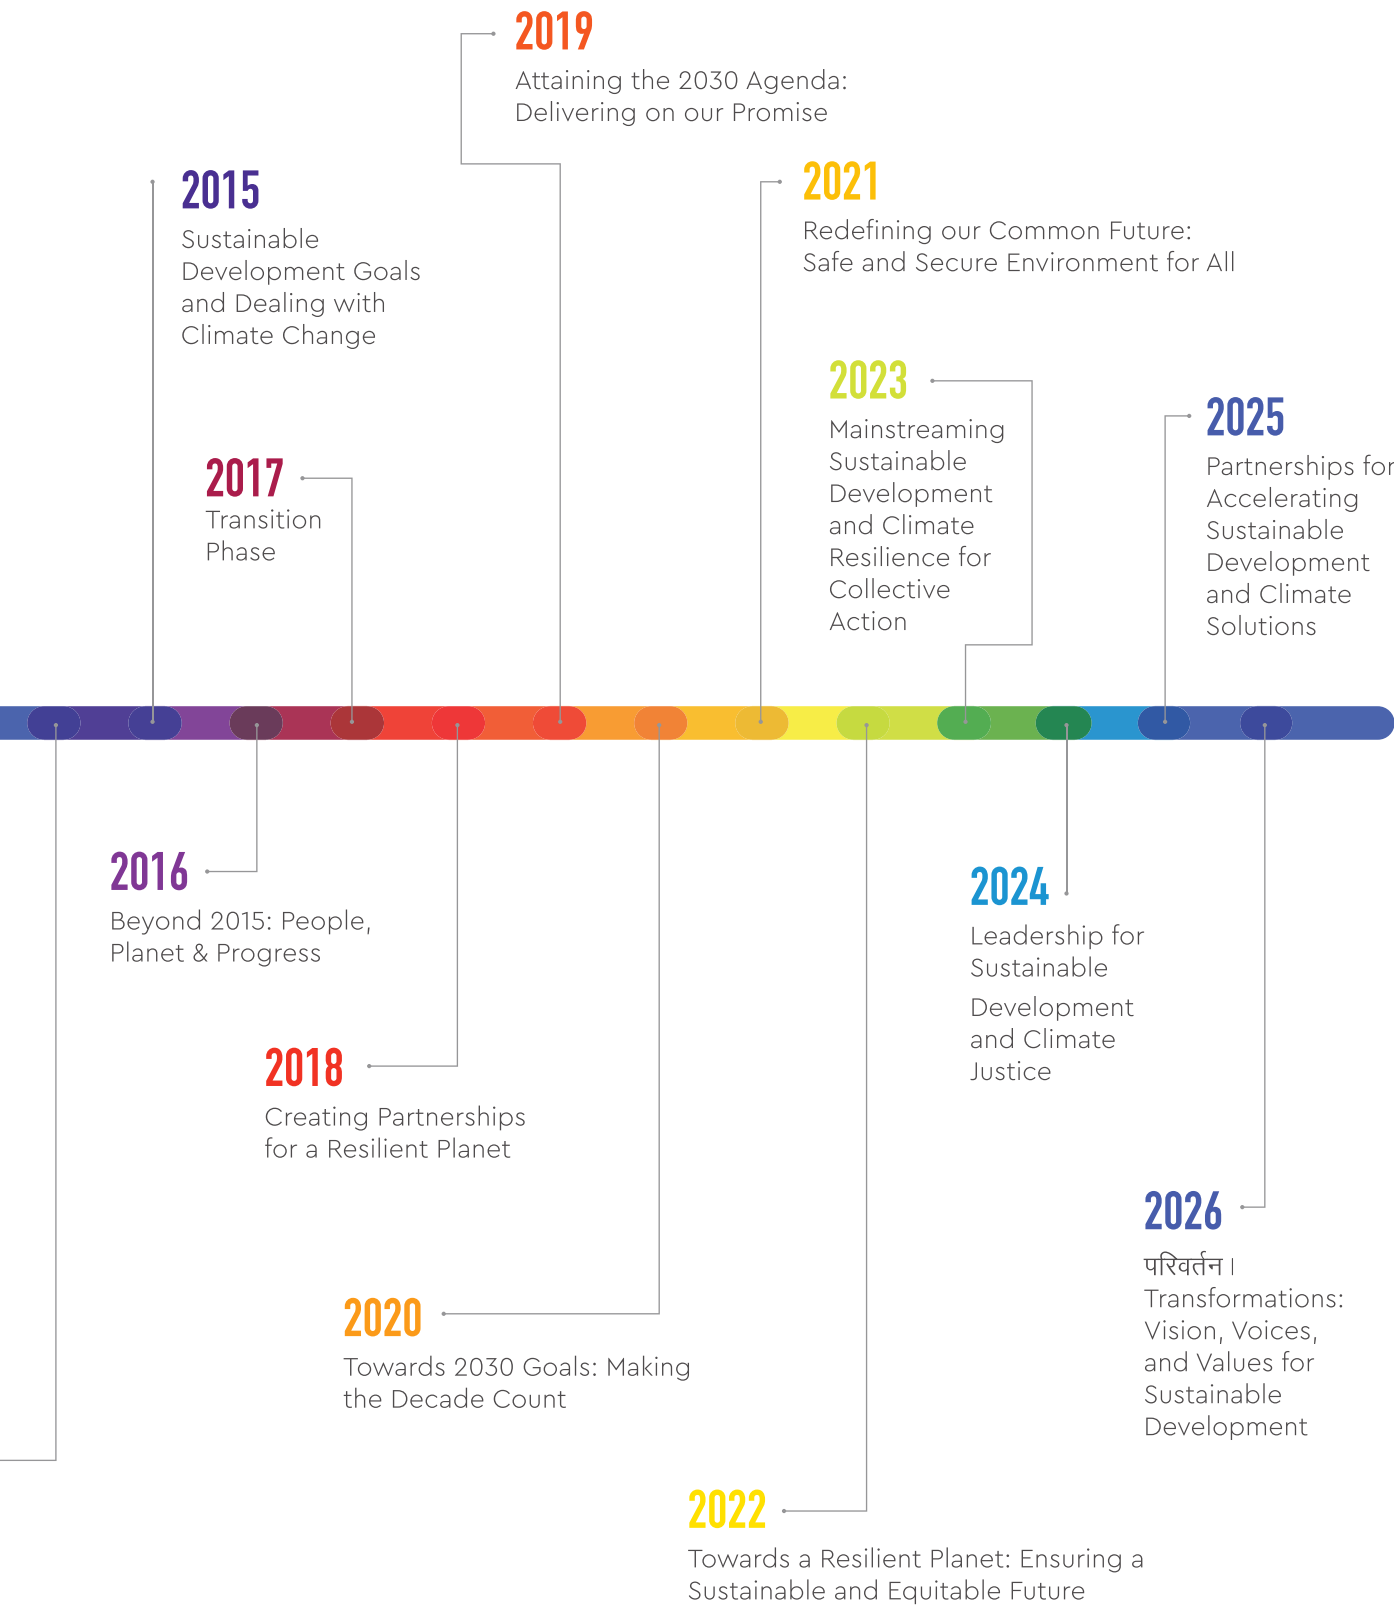 2019
Attaining the 2030 Agenda:
Delivering on our Promise
2015
Sustainable
Development Goals
and Dealing with
Climate Change
2021
Redefining our Common Future:
Safe and Secure Environment for All
2023
Mainstreaming
Sustainable
Development
and Climate
Resilience for
Collective
Action
2025
Partnerships for
Accelerating
Sustainable
Development
and Climate
Solutions
2017
Transition
Phase
2016
Beyond 2015: People,
Planet & Progress
2024
Leadership for
Sustainable
Development
and Climate
Justice
2018
Creating Partnerships
for a Resilient Planet
2026
परिवर्तन |
Transformations:
Vision, Voices,
and Values for
Sustainable
Development
2020
Towards 2030 Goals: Making
the Decade Count
2022
Towards a Resilient Planet: Ensuring a
Sustainable and Equitable Future